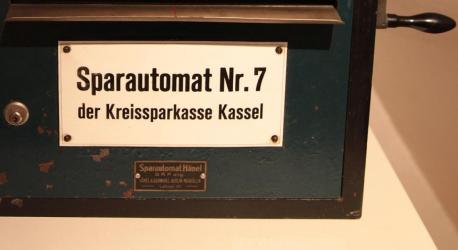 Sparautomat Nr. 7
der Kreissparkasse Kassel
Sparautomat Hänel